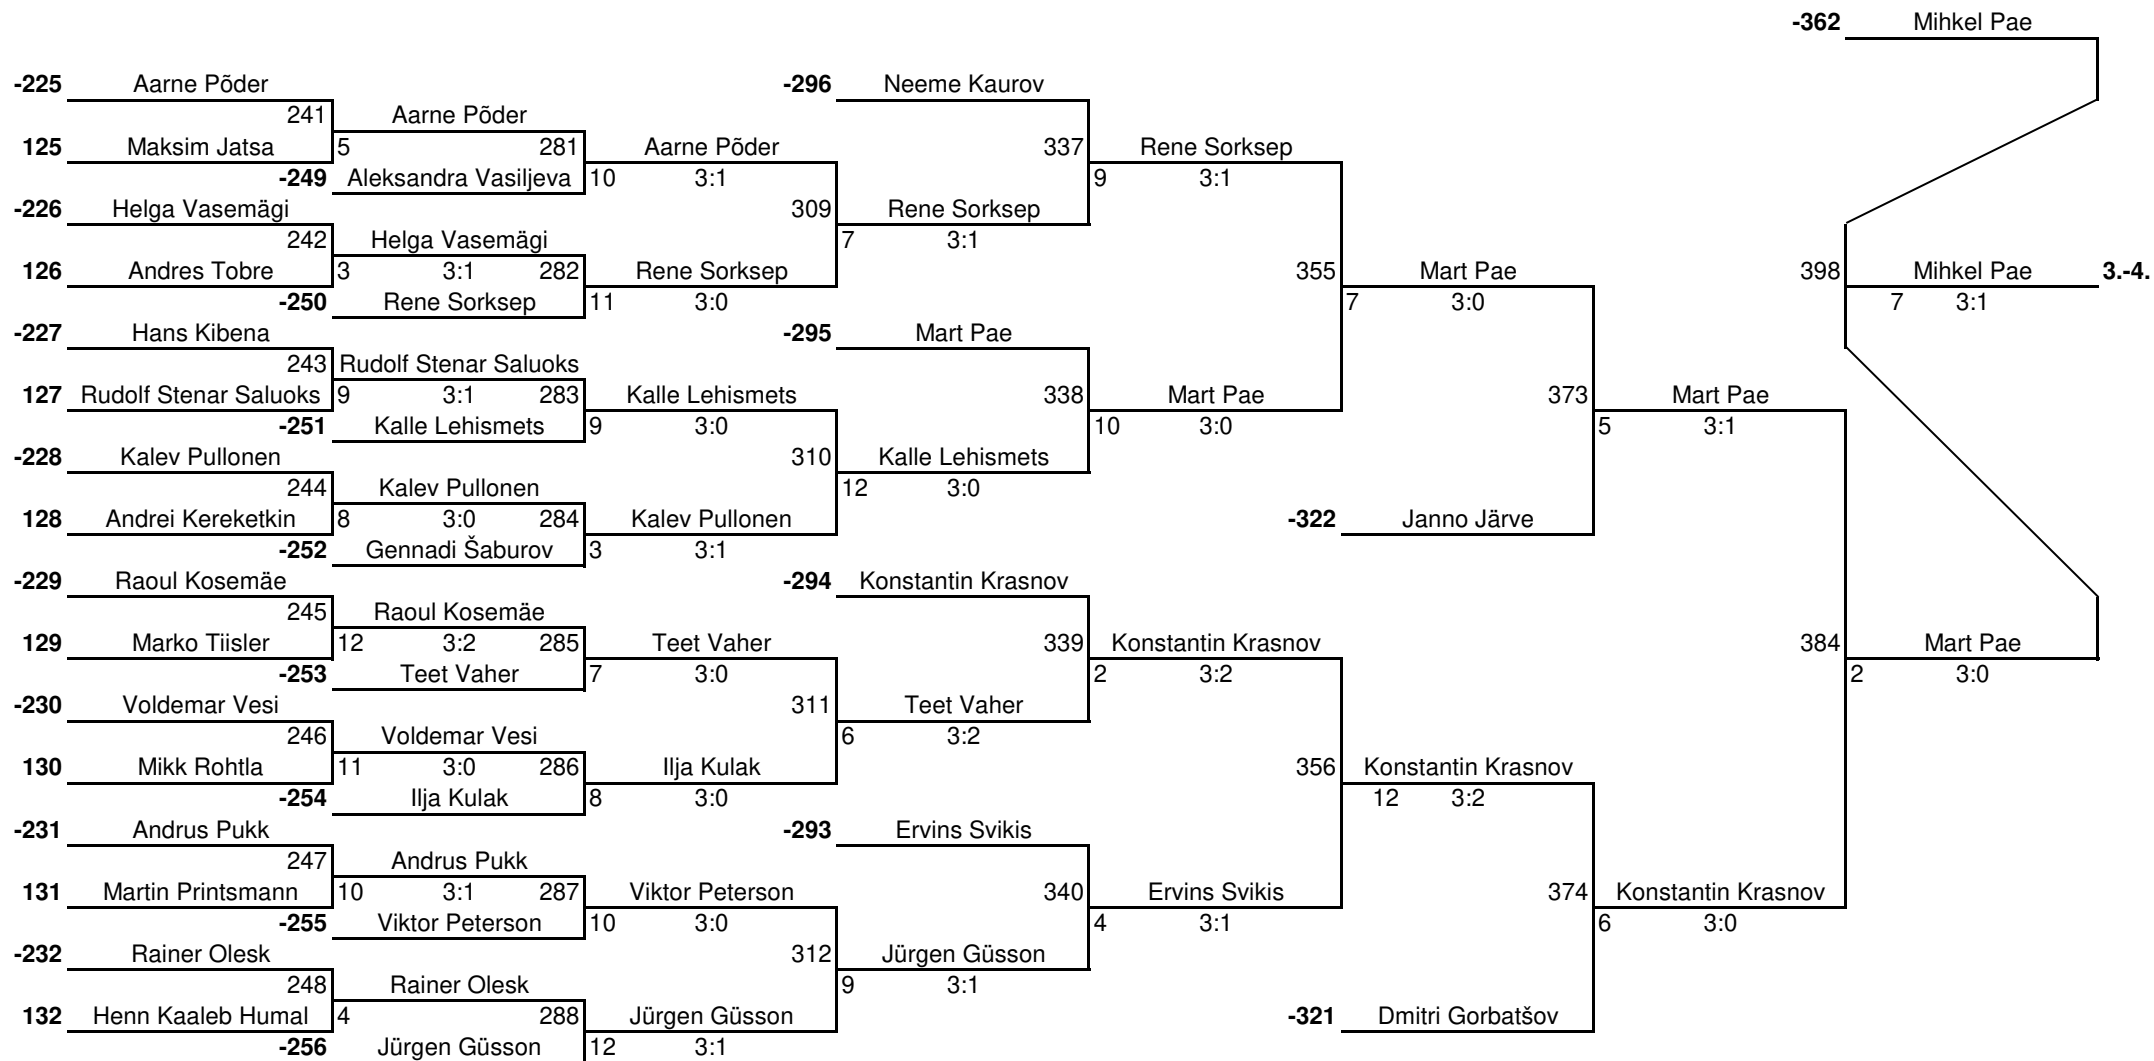 -362 Mihkel Pae
-225 Aarne Põder -296 Neeme Kaurov
241 Aarne Põder
125 Maksim Jatsa 5 281 Aarne Põder 337 Rene Sorksep
-249 Aleksandra Vasiljeva 10 3:1 9 3:1
-226 Helga Vasemägi 309 Rene Sorksep
242 Helga Vasemägi 7 3:1
126 Andres Tobre 3 3:1 282 Rene Sorksep 355 Mart Pae 398 Mihkel Pae 3.-4.
-250 Rene Sorksep 11 3:0 7 3:0 7 3:1
-227 Hans Kibena -295 Mart Pae
243 Rudolf Stenar Saluoks
127 Rudolf Stenar Saluoks 9 3:1 283 Kalle Lehismets 338 Mart Pae 373 Mart Pae
-251 Kalle Lehismets 9 3:0 10 3:0 5 3:1
-228 Kalev Pullonen 310 Kalle Lehismets
244 Kalev Pullonen 12 3:0
128 Andrei Kereketkin 8 3:0 284 Kalev Pullonen -322 Janno Järve
-252 Gennadi Šaburov 3 3:1
-229 Raoul Kosemäe -294 Konstantin Krasnov
245 Raoul Kosemäe
129 Marko Tiisler 12 3:2 285 Teet Vaher 339 Konstantin Krasnov 384 Mart Pae
-253 Teet Vaher 7 3:0 2 3:2 2 3:0
-230 Voldemar Vesi 311 Teet Vaher
246 Voldemar Vesi 6 3:2
130 Mikk Rohtla 11 3:0 286 Ilja Kulak 356 Konstantin Krasnov
-254 Ilja Kulak 8 3:0 12 3:2
-231 Andrus Pukk -293 Ervins Svikis
247 Andrus Pukk
131 Martin Printsmann 10 3:1 287 Viktor Peterson 340 Ervins Svikis 374 Konstantin Krasnov
-255 Viktor Peterson 10 3:0 4 3:1 6 3:0
-232 Rainer Olesk 312 Jürgen Güsson
248 Rainer Olesk 9 3:1
132 Henn Kaaleb Humal 4 288 Jürgen Güsson -321 Dmitri Gorbatšov
-256 Jürgen Güsson 12 3:1